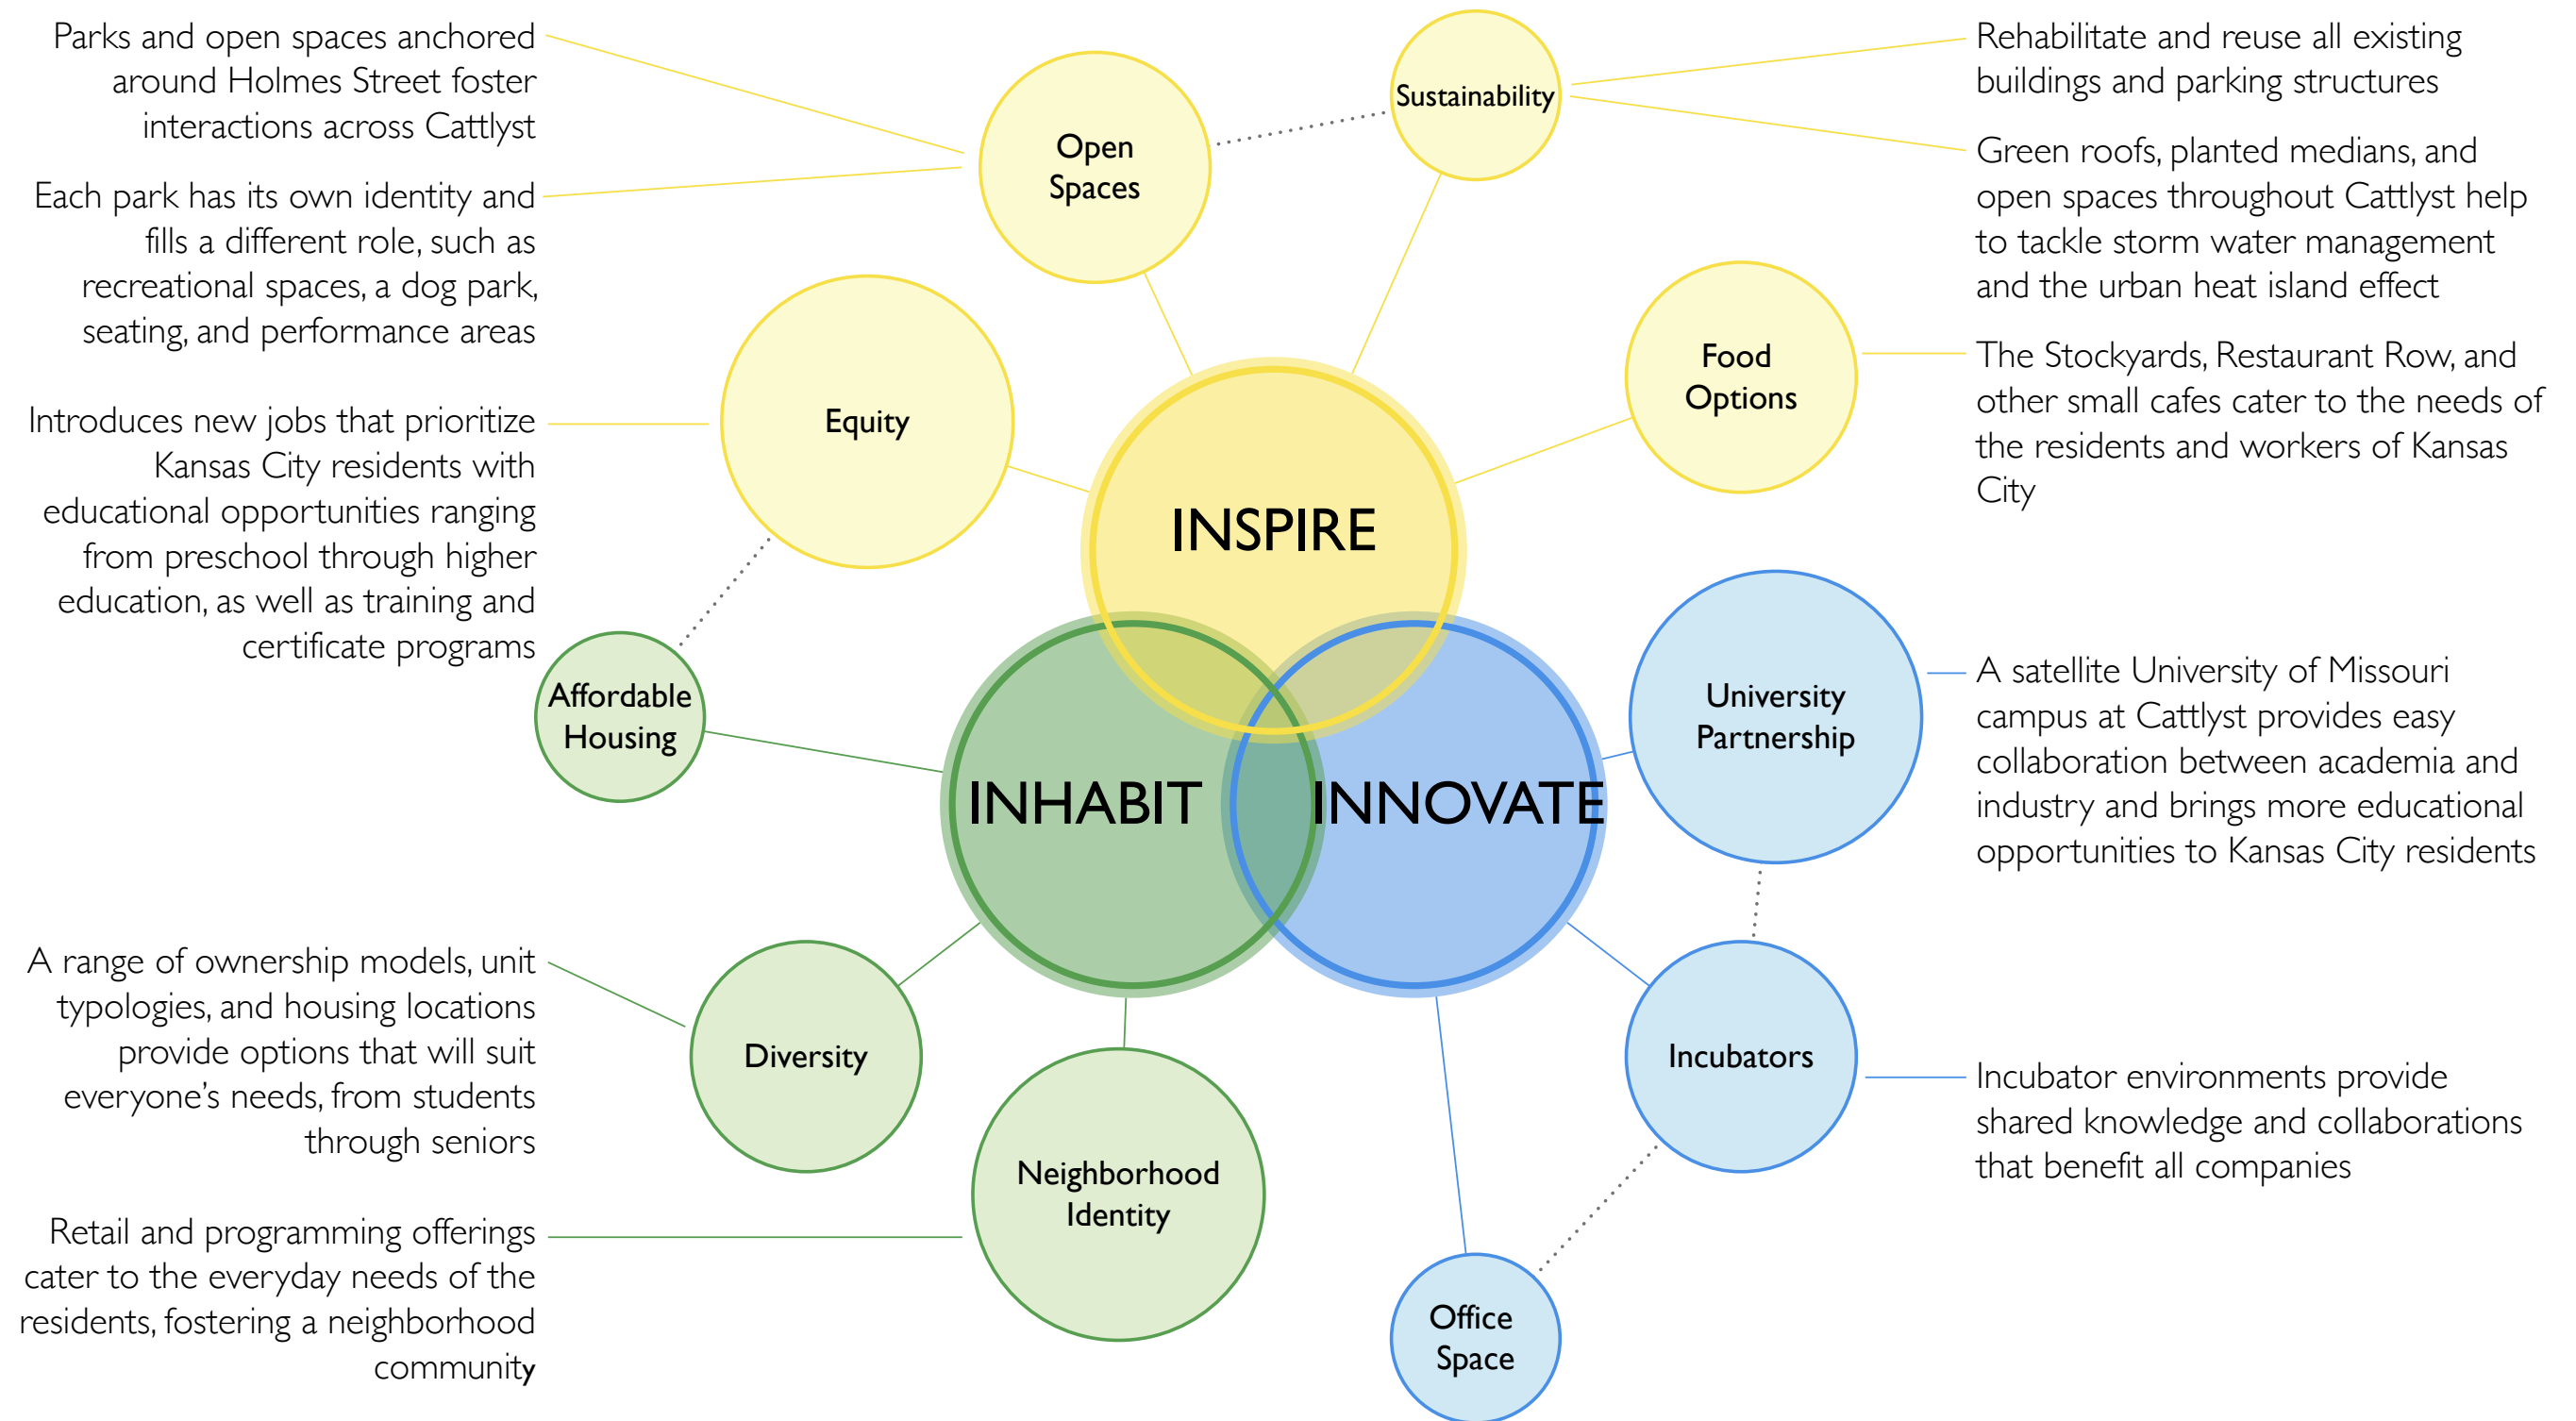 Parks and open spaces anchored
around Holmes Street foster
interactions across Cattlyst
Each park has its own identity and
fills a different role, such as
recreational spaces, a dog park,
seating, and performance areas
Introduces new jobs that prioritize
Kansas City residents with
educational opportunities ranging
from preschool through higher
education, as well as training and
certificate programs
A range of ownership models, unit
typologies, and housing locations
provide options that will suit
everyone’s needs, from students
through seniors
Retail and programming offerings
cater to the everyday needs of the
residents, fostering a neighborhood
community
Open
Spaces
Sustainability
Equity
Food
Options
INSPIRE
Affordable
Housing
INHABIT
INNOVATE
University
Partnership
Diversity
Neighborhood
Identity
Incubators
Office
Space
Rehabilitate and reuse all existing
buildings and parking structures
Green roofs, planted medians, and
open spaces throughout Cattlyst help
to tackle storm water management
and the urban heat island effect
The Stockyards, Restaurant Row, and
other small cafes cater to the needs of
the residents and workers of Kansas
City
A satellite University of Missouri
campus at Cattlyst provides easy
collaboration between academia and
industry and brings more educational
opportunities to Kansas City residents
Incubator environments provide
shared knowledge and collaborations
that benefit all companies